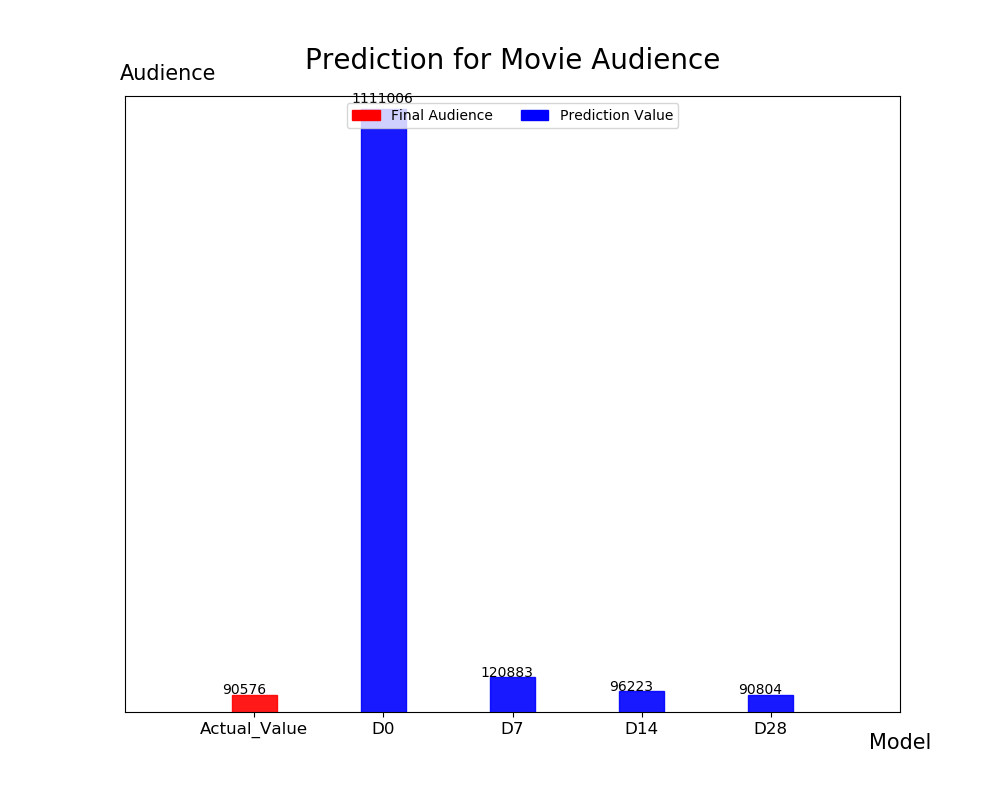 Prediction for Movie Audience
Audience
1111006
Final Audience Prediction Value
120883
90576 96223 90804
Actual_Value D0 D7 D14 D28
Model